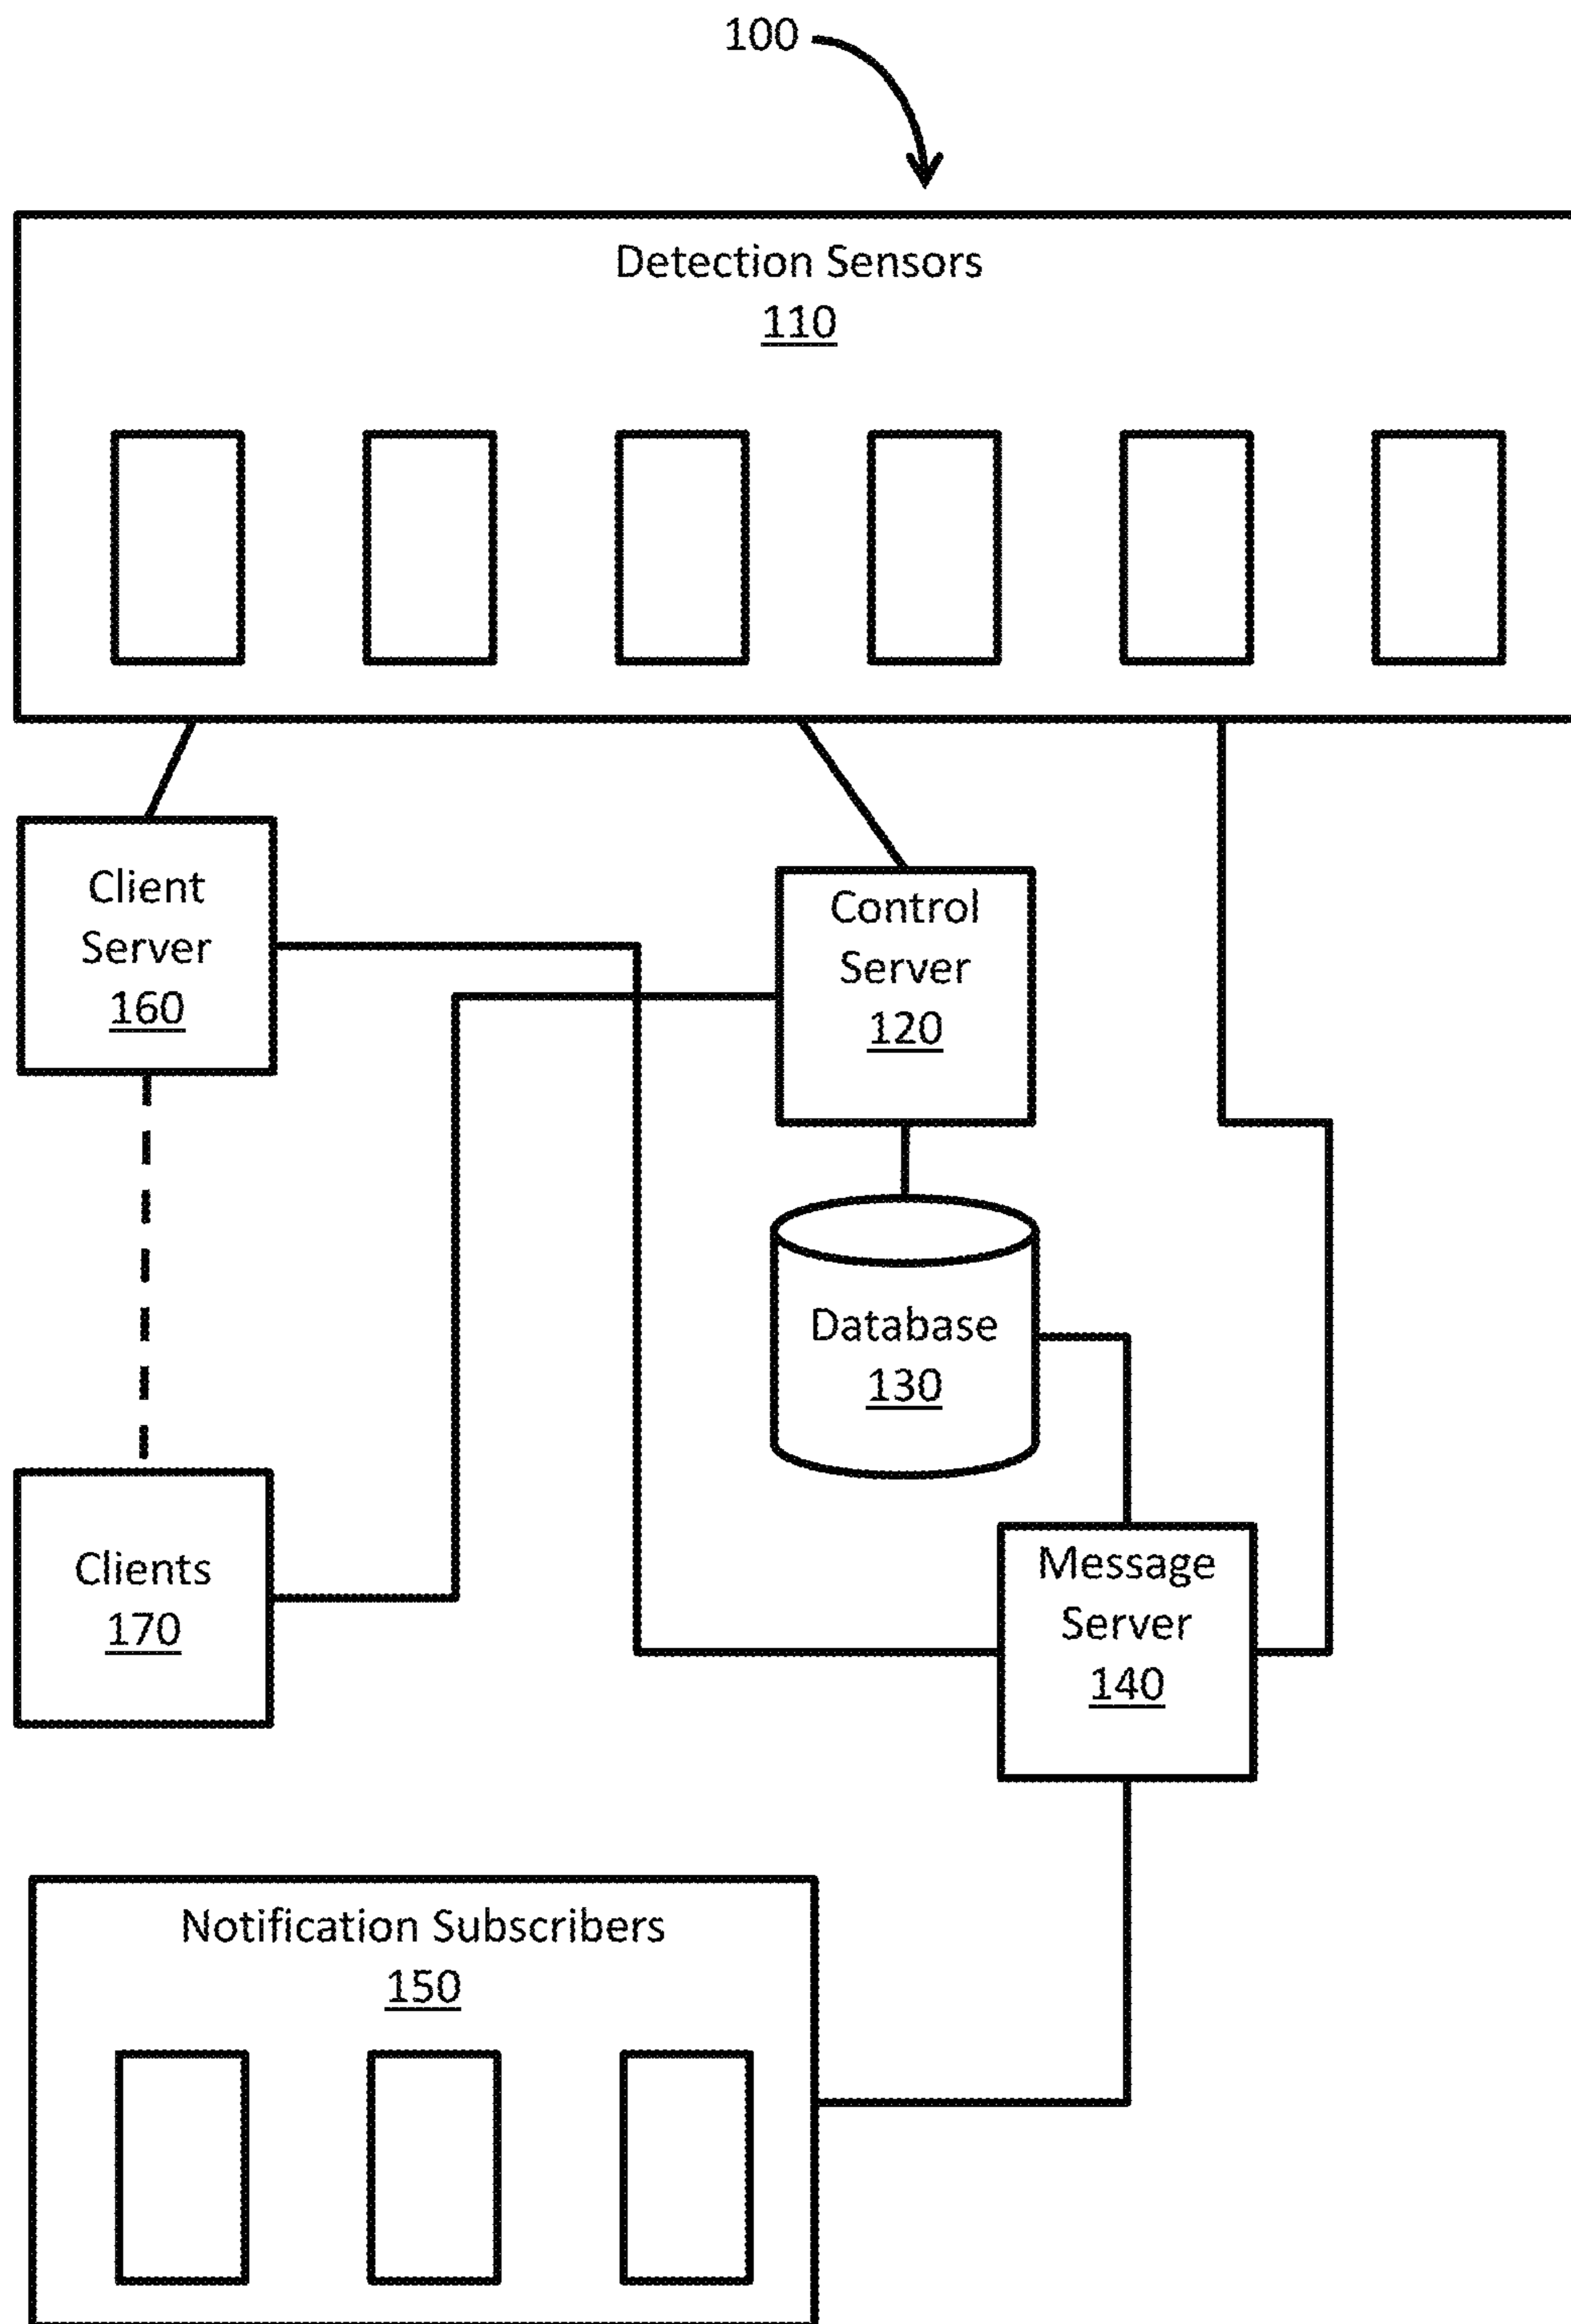 100
Detection Sensors
110
Client
Server
160
Control
Server
120
Database
130
Clients
170
Message
Server
140
Notification Subscribers
150